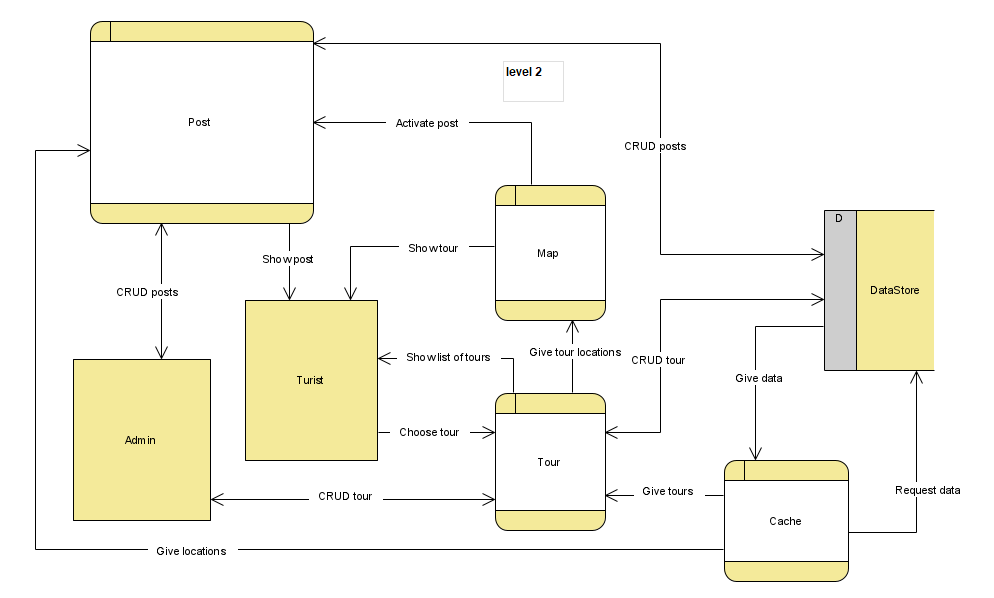 level 2
Post
Activate post
CRUD posts
D
DataStore
Show tour
Map
Show post
CRUD posts
Give tour locations
CRUD tour
Show list of tours
Turist
Give data
Choose tour
Admin
Tour
CRUD tour
Give tours
Request data
Cache
Give locations